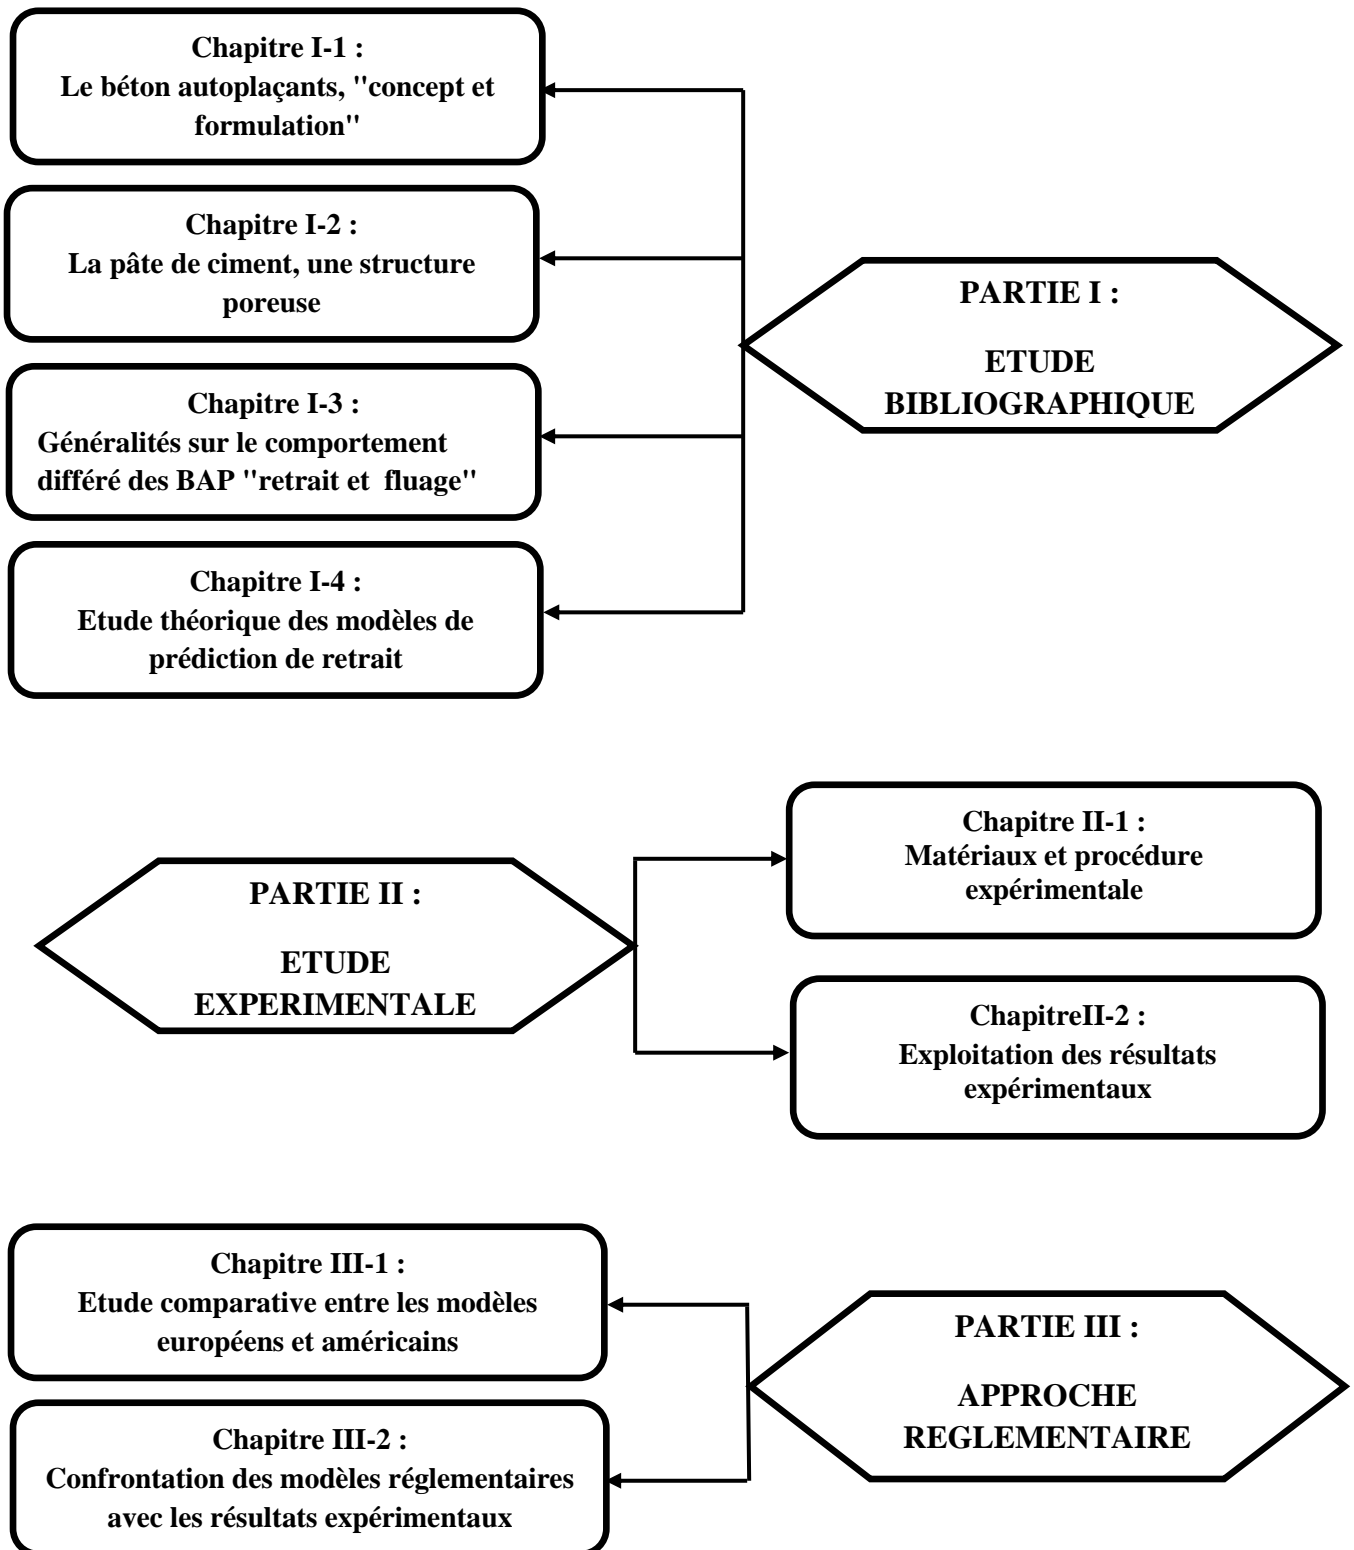 Chapitre I-1 :
Le béton autoplaçants, "concept et
formulation"
Chapitre I-2 :
La pâte de ciment, une structure
poreuse
Chapitre I-3 :
Généralités sur le comportement
différé des BAP "retrait et fluage"
Chapitre I-4 :
Etude théorique des modèles de
prédiction de retrait
PARTIE I :
ETUDE
BIBLIOGRAPHIQUE
PARTIE II :
ETUDE
EXPERIMENTALE
Chapitre II-1 :
Matériaux et procédure
expérimentale
ChapitreII-2 :
Exploitation des résultats
expérimentaux
Chapitre III-1 :
Etude comparative entre les modèles
européens et américains
Chapitre III-2 :
Confrontation des modèles réglementaires
avec les résultats expérimentaux
PARTIE III :
APPROCHE
REGLEMENTAIRE